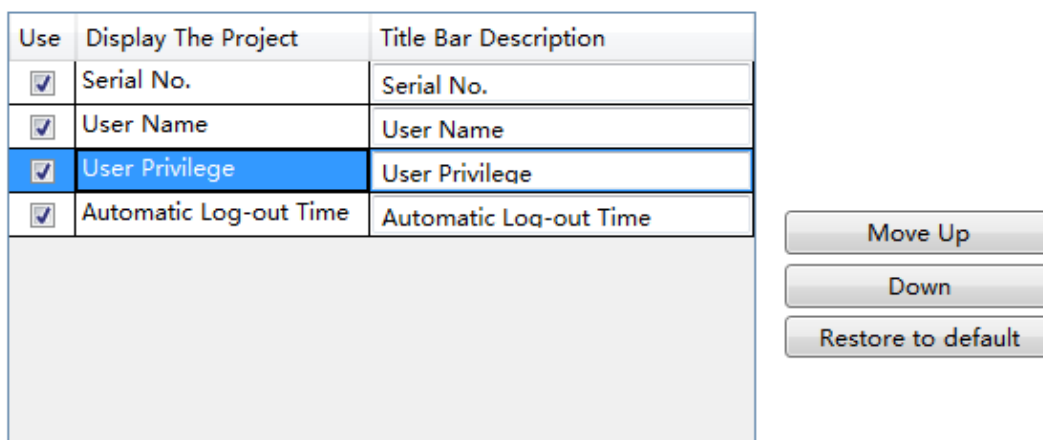 Use Display The Project Title Bar Description
Serial No. Serial No.
User Name User Name
User Privilege User Privilege
Automatic Log-out Time Automatic Log-out Time
Move Up
Down
Restore to default